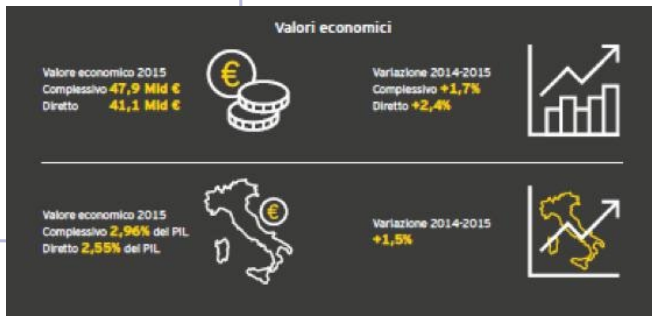 Valori economici
Valore economico 2015
Complessivo 47,9 Mld €
Diretto 41,1 Mld €
€
Variazione 2014-2015
Complessivo +1,7%
Diretto +2,4%
Valore economico 2015
Complessivo 2,96% del PIL
Diretto 2,55% del PIL
€
Variazione 2014-2015
+1,5%